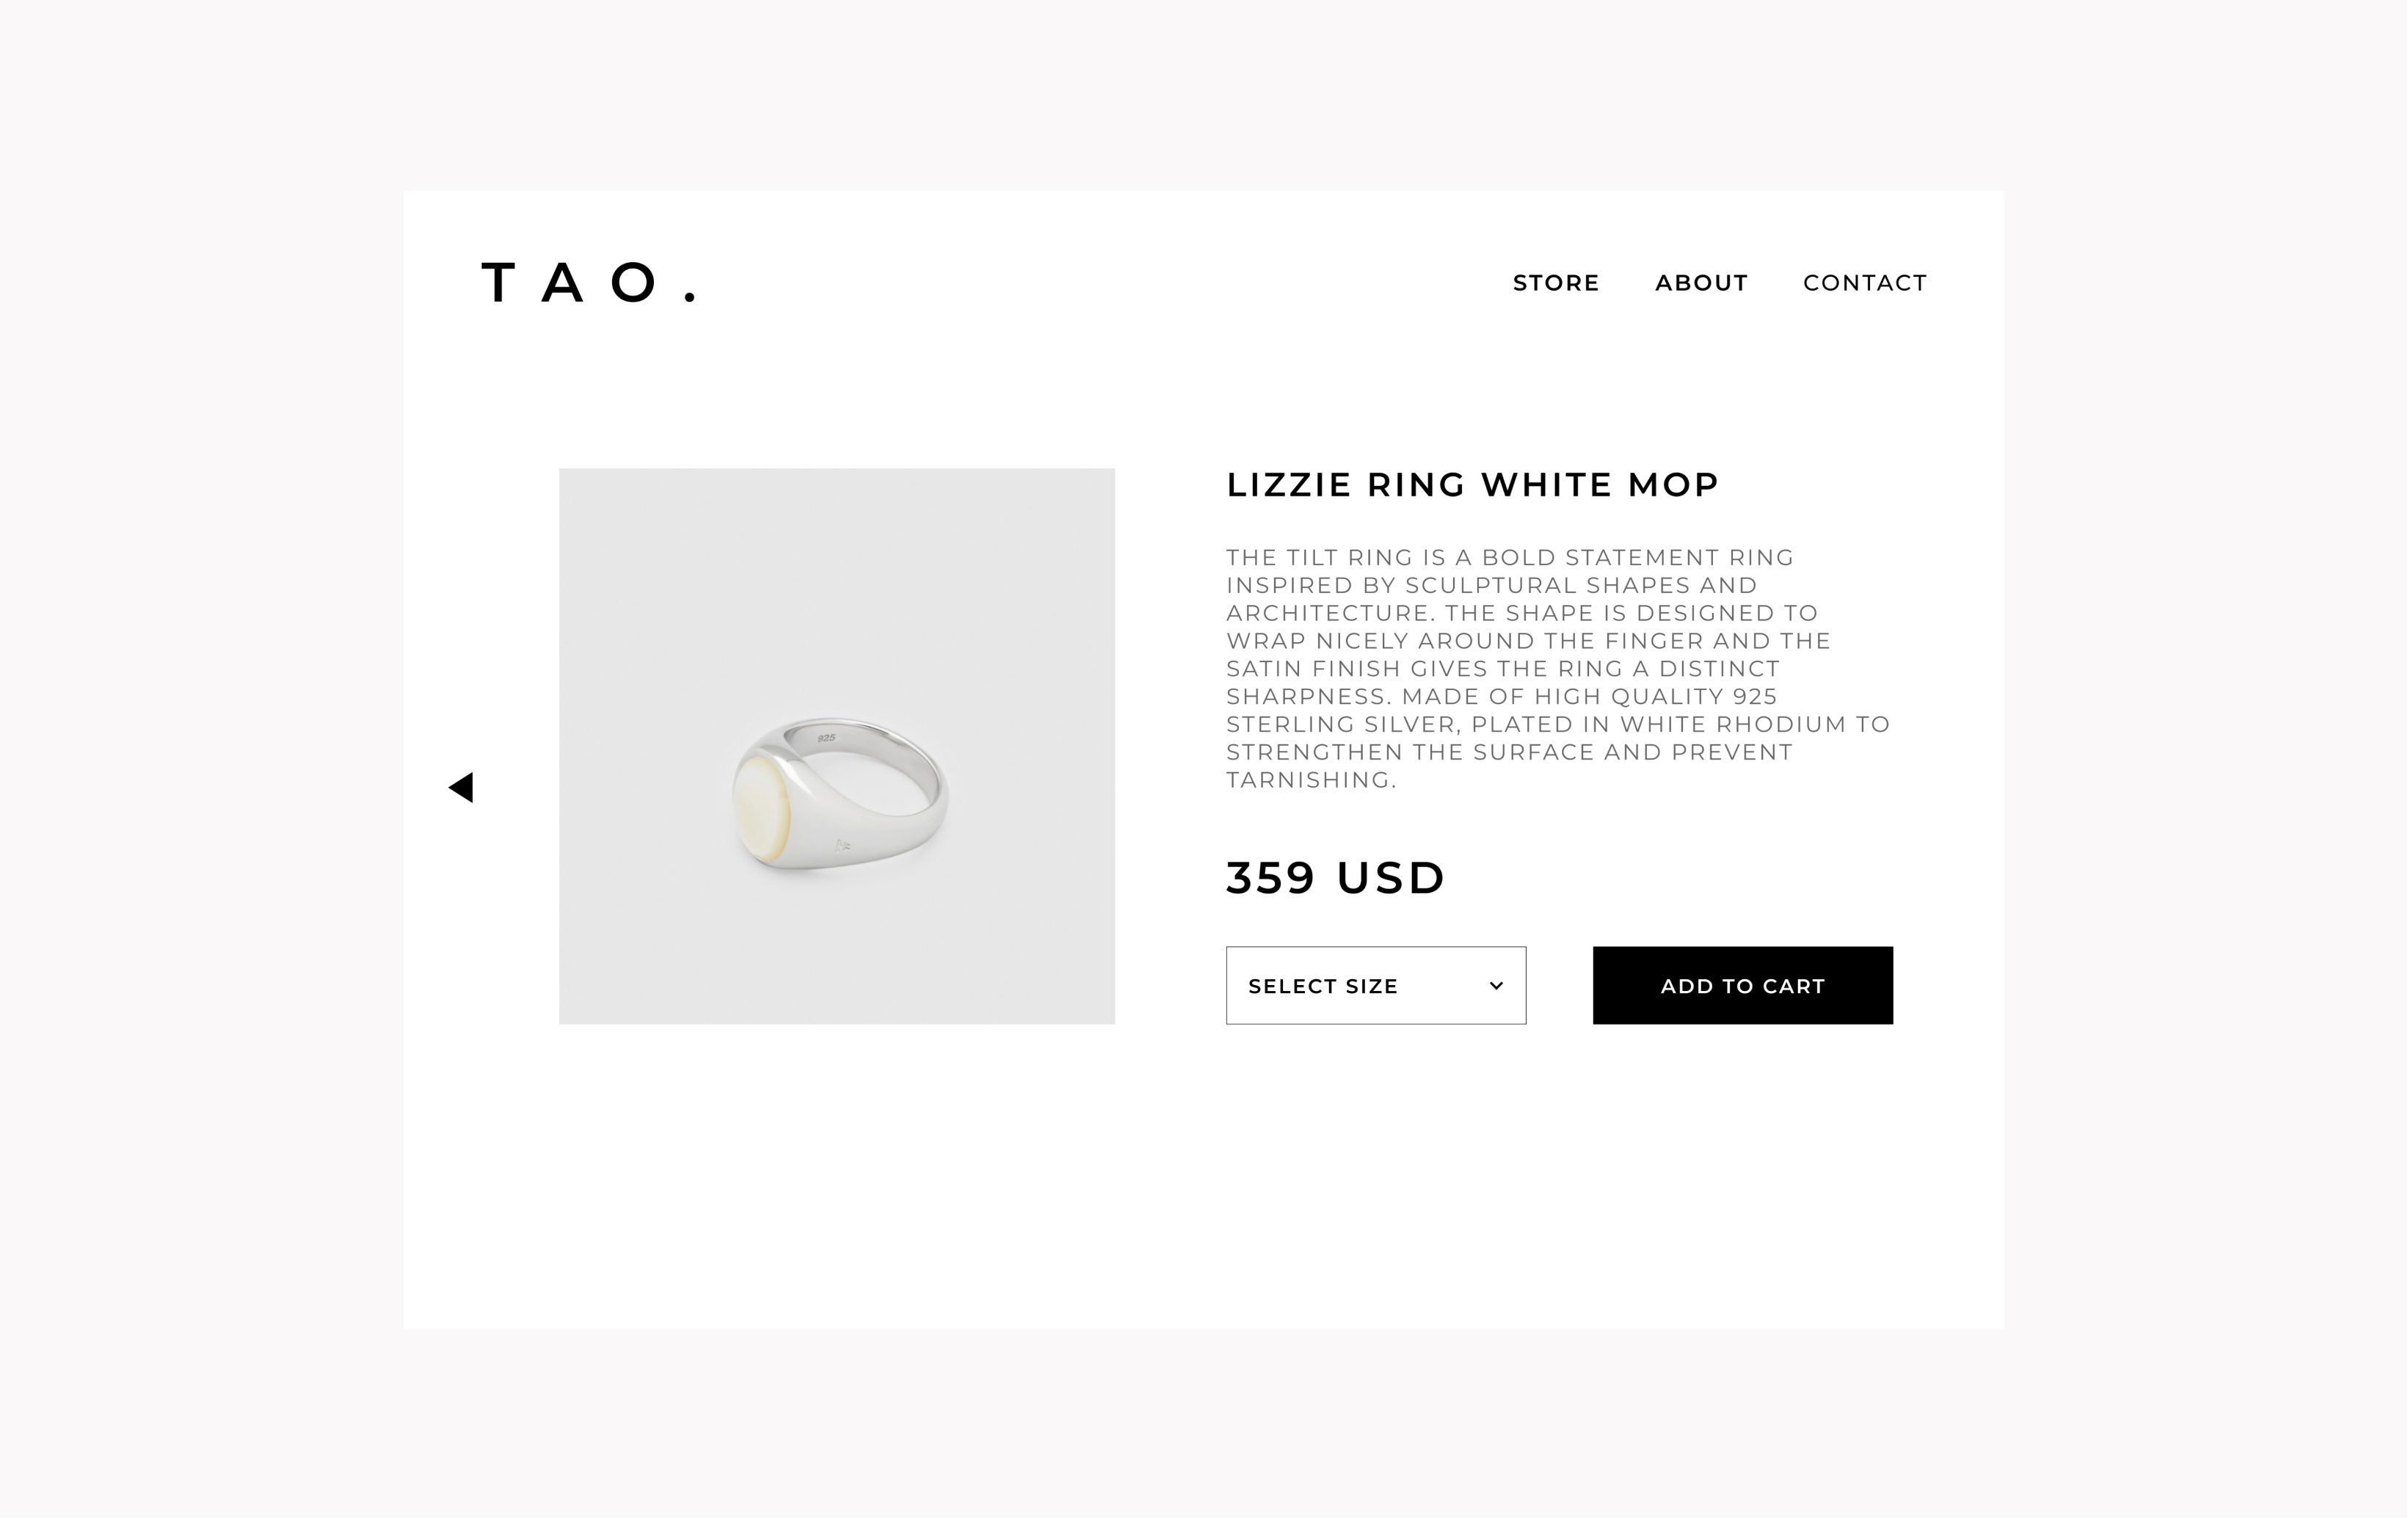 TAO.
STORE ABOUT CONTACT
LIZZIE RING WHITE MOP
THE TILT RING IS A BOLD STATEMENT RING
INSPIRED BY SCULPTURAL SHAPES AND
ARCHITECTURE. THE SHAPE IS DESIGNED TO
WRAP NICELY AROUND THE FINGER AND THE
SATIN FINISH GIVES THE RING A DISTINCT
SHARPNESS. MADE OF HIGH QUALITY 925
STERLING SILVER, PLATED IN WHITE RHODIUM TO
STRENGTHEN THE SURFACE AND PREVENT
TARNISHING.
925
359 USD
SELECT SIZE
ADD TO CART